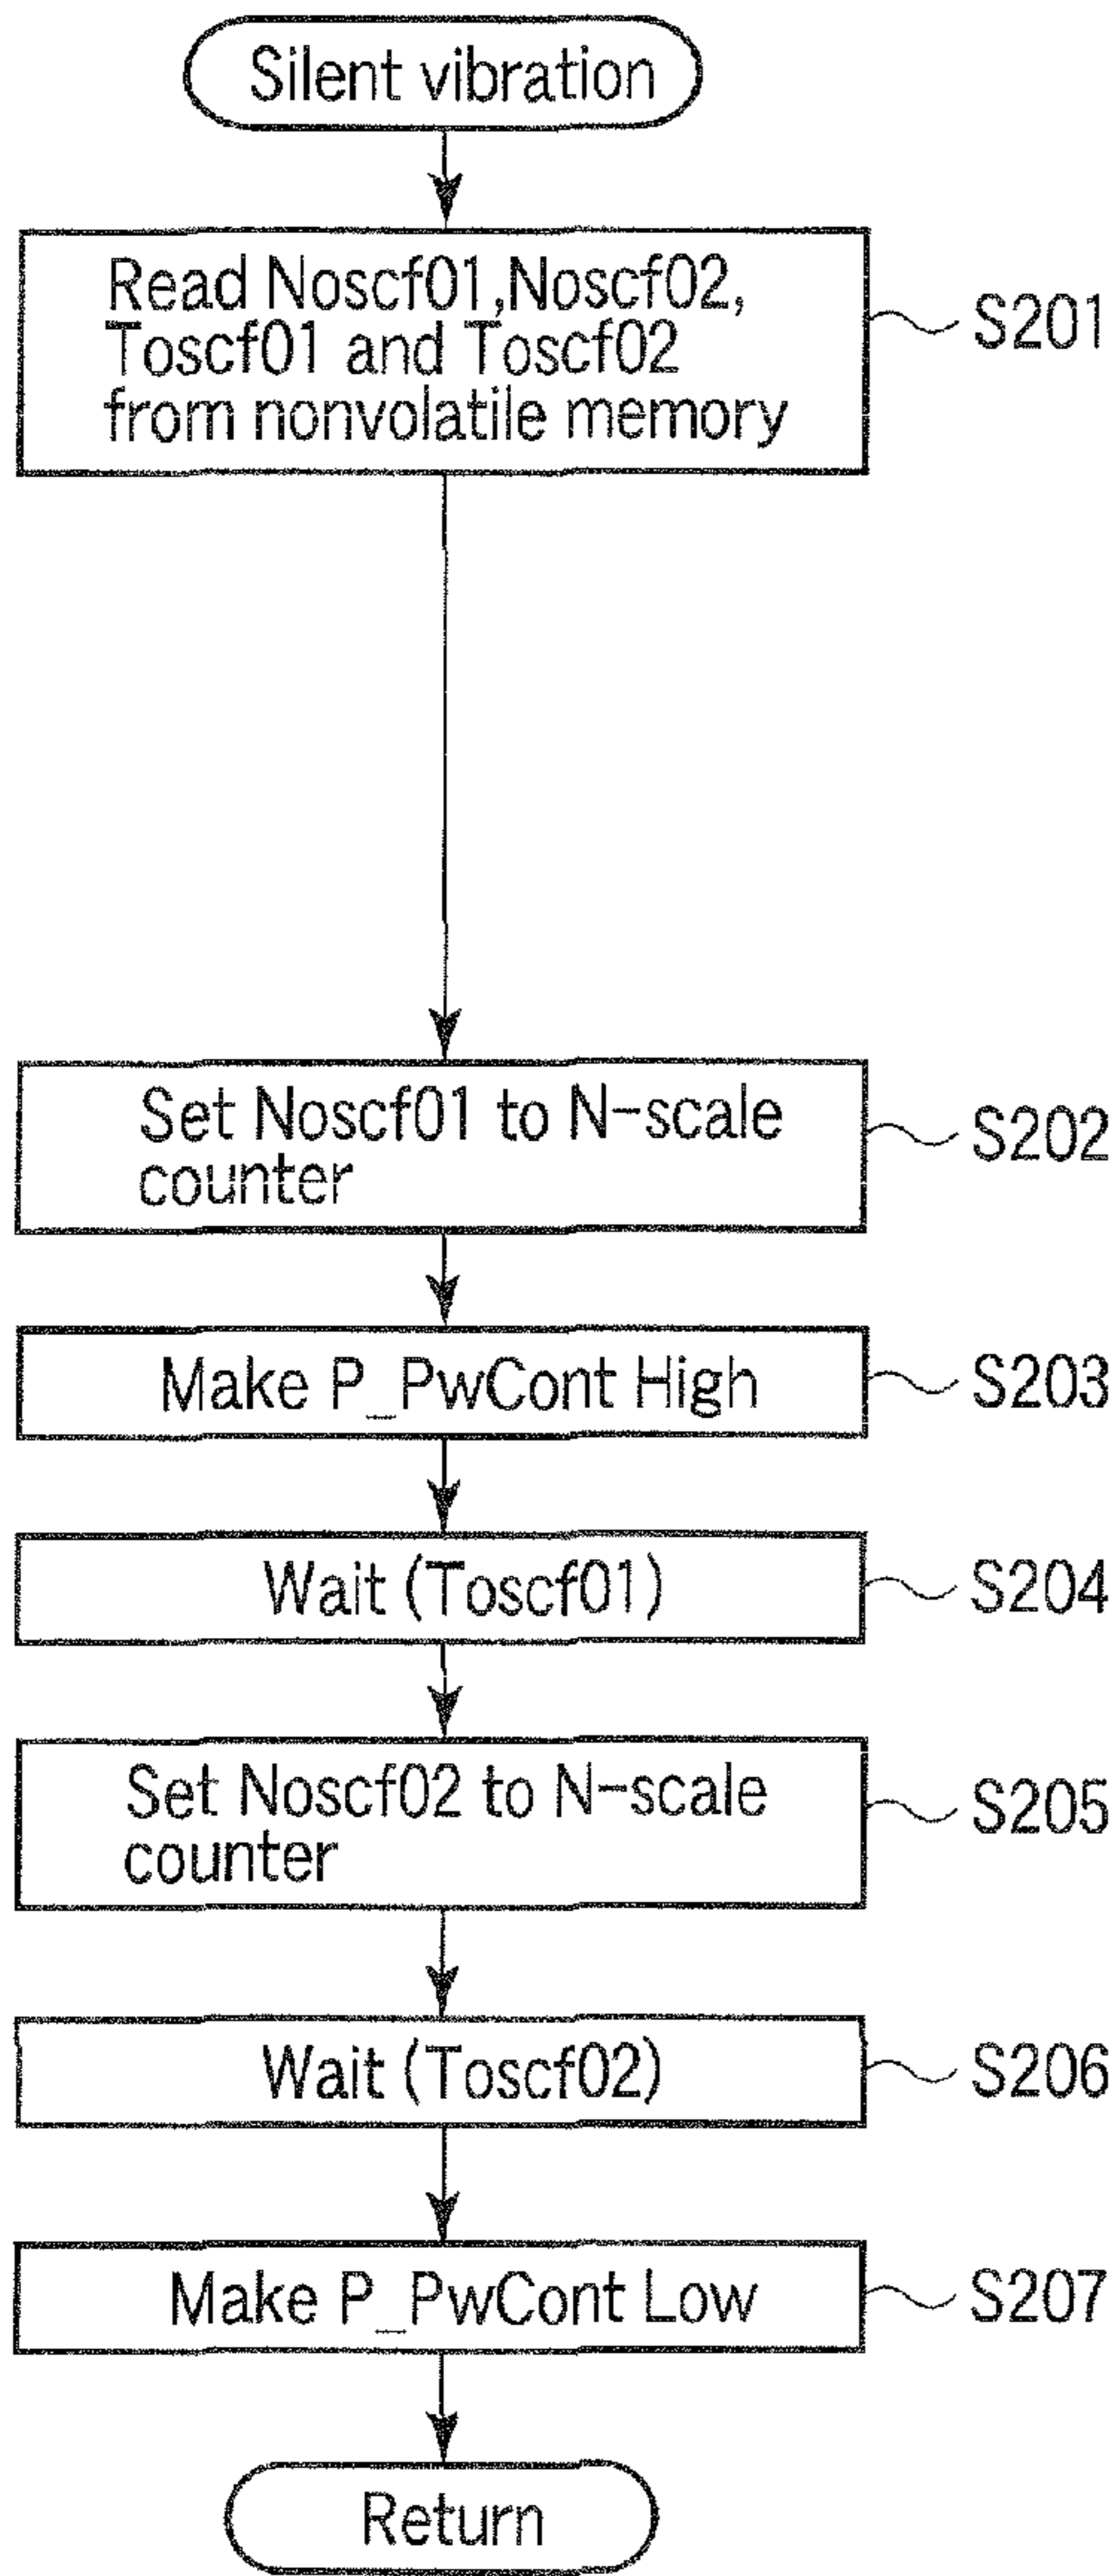 Silent vibration
Read Noscf01,Noscf02,
Toscf01 and Toscf02
from nonvolatile memory
S201
Set Noscf01 to N-scale
counter
S202
Make P_PwCont High
S203
Wait (Toscf01)
S204
Set Noscf02 to N-scale
counter
S205
Wait (Toscf02)
S206
Make P_PwCont Low
S207
Return